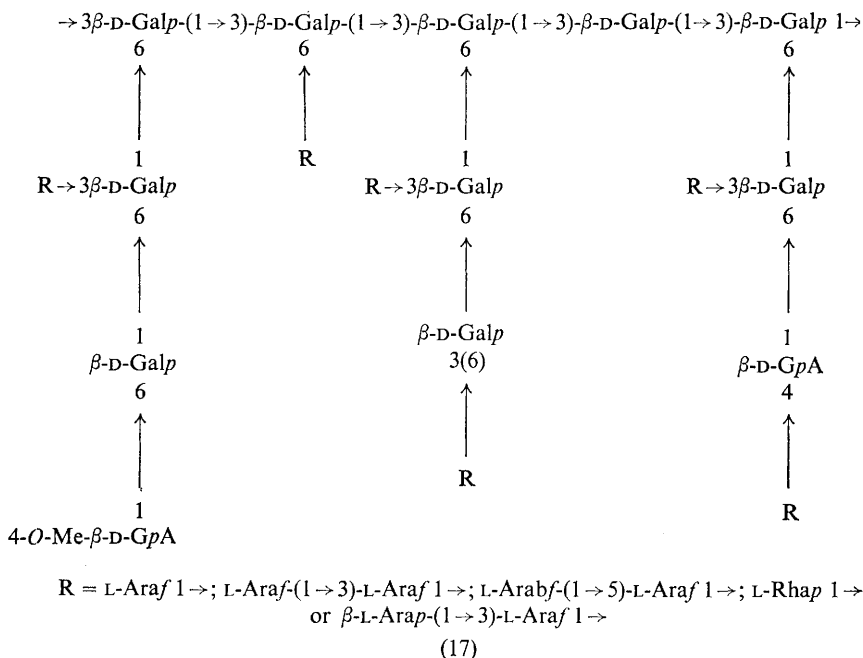 →3β-D-Galp-(1→3)-β-D-Galp-(1→3)-β-D-Galp-(1→3)-β-D-Galp-(1→3)-β-D-Galp 1→
6 6 6 6
1 R 1 1
R→3β-D-Galp R→3β-D-Galp R→3β-D-Galp
6 6 6
1 β-D-Galp 1
β-D-Galp 3(6) β-D-GpA
6 4
R R
1
4-O-Me-β-D-GpA
R = L-Araf 1→; L-Araf-(1→3)-L-Araf 1→; L-Arabf-(1→5)-L-Araf 1→; L-Rhap 1→
or β-L-Arap-(1→3)-L-Araf 1→
(17)